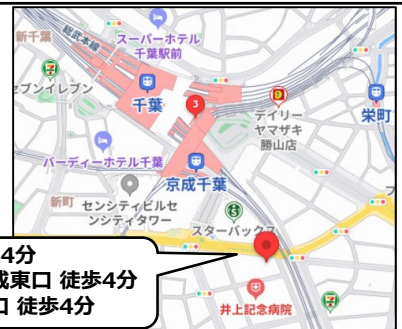 新千葉
総武本線
スーパーホテル
千葉駅前
セブンイレブン
千葉
3
デイリー
ヤマザキ
勝山店
栄町
バーディーホテル千葉
京成千葉
新町
センシティビルセ
ンシティタワー
スターバックス
4分
成東口 徒歩4分
口 徒歩4分
井上記念病院